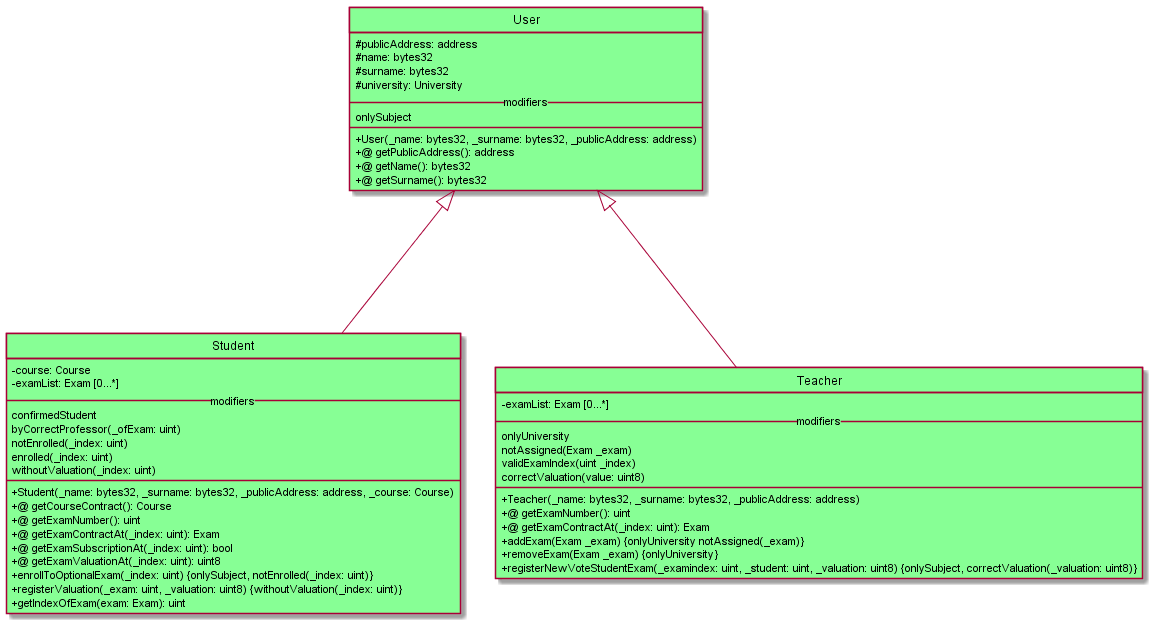 User
#publicAddress: address
#name: bytes32
#surname: bytes32
#university: University
modifiers
onlySubject
+User(_name: bytes32, _surname: bytes32, _publicAddress: address)
+@ getPublicAddress(): address
+@ getName(): bytes32
+@ getSurname(): bytes32
Student
-course: Course
-examList: Exam [0...*]
modifiers
confirmedStudent
byCorrectProfessor(_ofExam: uint)
notEnrolled(_index: uint)
enrolled(_index: uint)
withoutValuation(_index: uint)
+Student(_name: bytes32, _surname: bytes32, _publicAddress: address, _course: Course)
+@ getCourseContract(): Course
+@ getExamNumber(): uint
+@ getExamContractAt(_index: uint): Exam
+@ getExamSubscriptionAt(_index: uint): bool
+@ getExamValuationAt(_index: uint): uint8
+enrollToOptionalExam(_index: uint) {onlySubject, notEnrolled(_index: uint)}
+registerValuation(_exam: uint, _valuation: uint8) {withoutValuation(_index: uint)}
+getIndexOfExam(exam: Exam): uint
Teacher
-examList: Exam [0...*]
modifiers
onlyUniversity
notAssigned(Exam _exam)
validExamIndex(uint _index)
correctValuation(value: uint8)
+Teacher(_name: bytes32, _surname: bytes32, _publicAddress: address)
+@ getExamNumber(): uint
+@ getExamContractAt(_index: uint): Exam
+addExam(Exam _exam) {onlyUniversity notAssigned(_exam)}
+removeExam(Exam _exam) {onlyUniversity}
+registerNewVoteStudentExam(_examindex: uint, _student: uint, _valuation: uint8) {onlySubject, correctValuation(_valuation: uint8)}